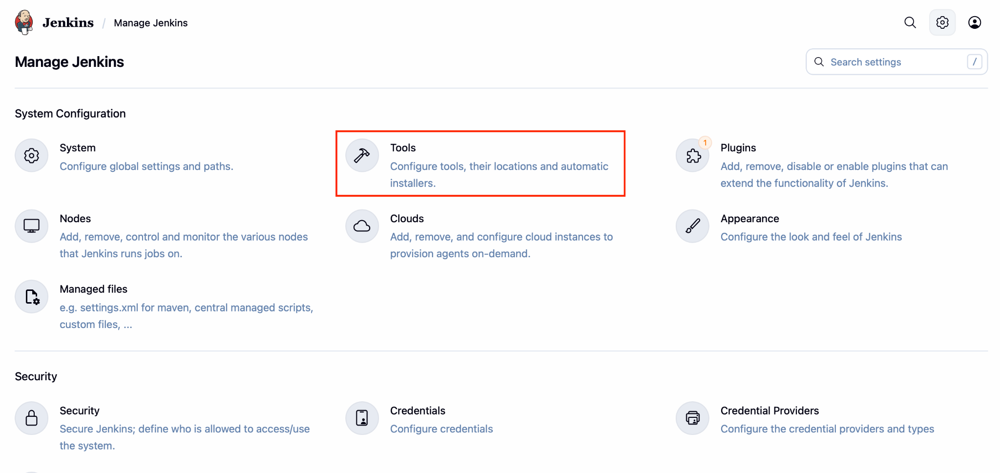 Jenkins / Manage Jenkins
Manage Jenkins
Search settings /
System Configuration
System
Configure global settings and paths.
Tools
Configure tools, their locations and automatic
installers.
1
Plugins
Add, remove, disable or enable plugins that can
extend the functionality of Jenkins.
Nodes
Add, remove, control and monitor the various nodes
that Jenkins runs jobs on.
Clouds
Add, remove, and configure cloud instances to
provision agents on-demand.
Appearance
Configure the look and feel of Jenkins
Managed files
e.g. settings.xml for maven, central managed scripts,
custom files, ...
Security
Security
Secure Jenkins; define who is allowed to access/use
the system.
Credentials
Configure credentials
Credential Providers
Configure the credential providers and types